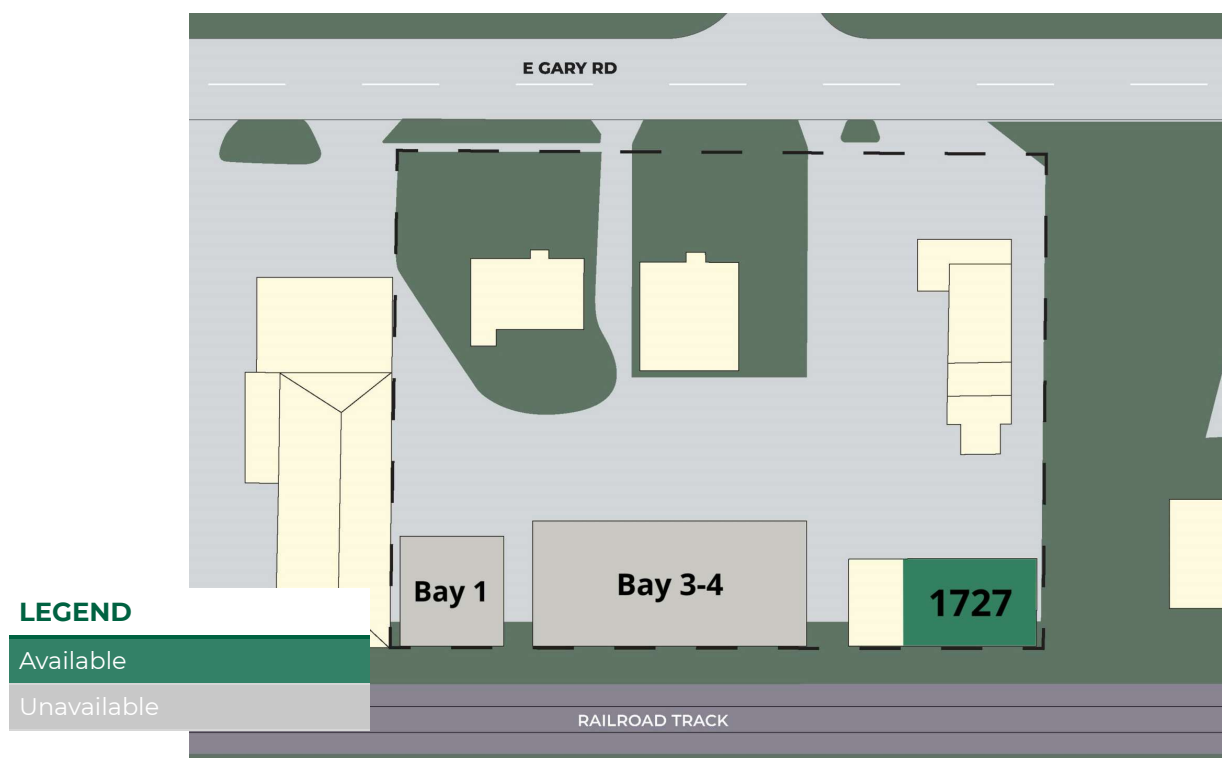 E GARY RD
Bay 1
Bay 3-4
1727
LEGEND
Available
Unavailable
RAILROAD TRACK